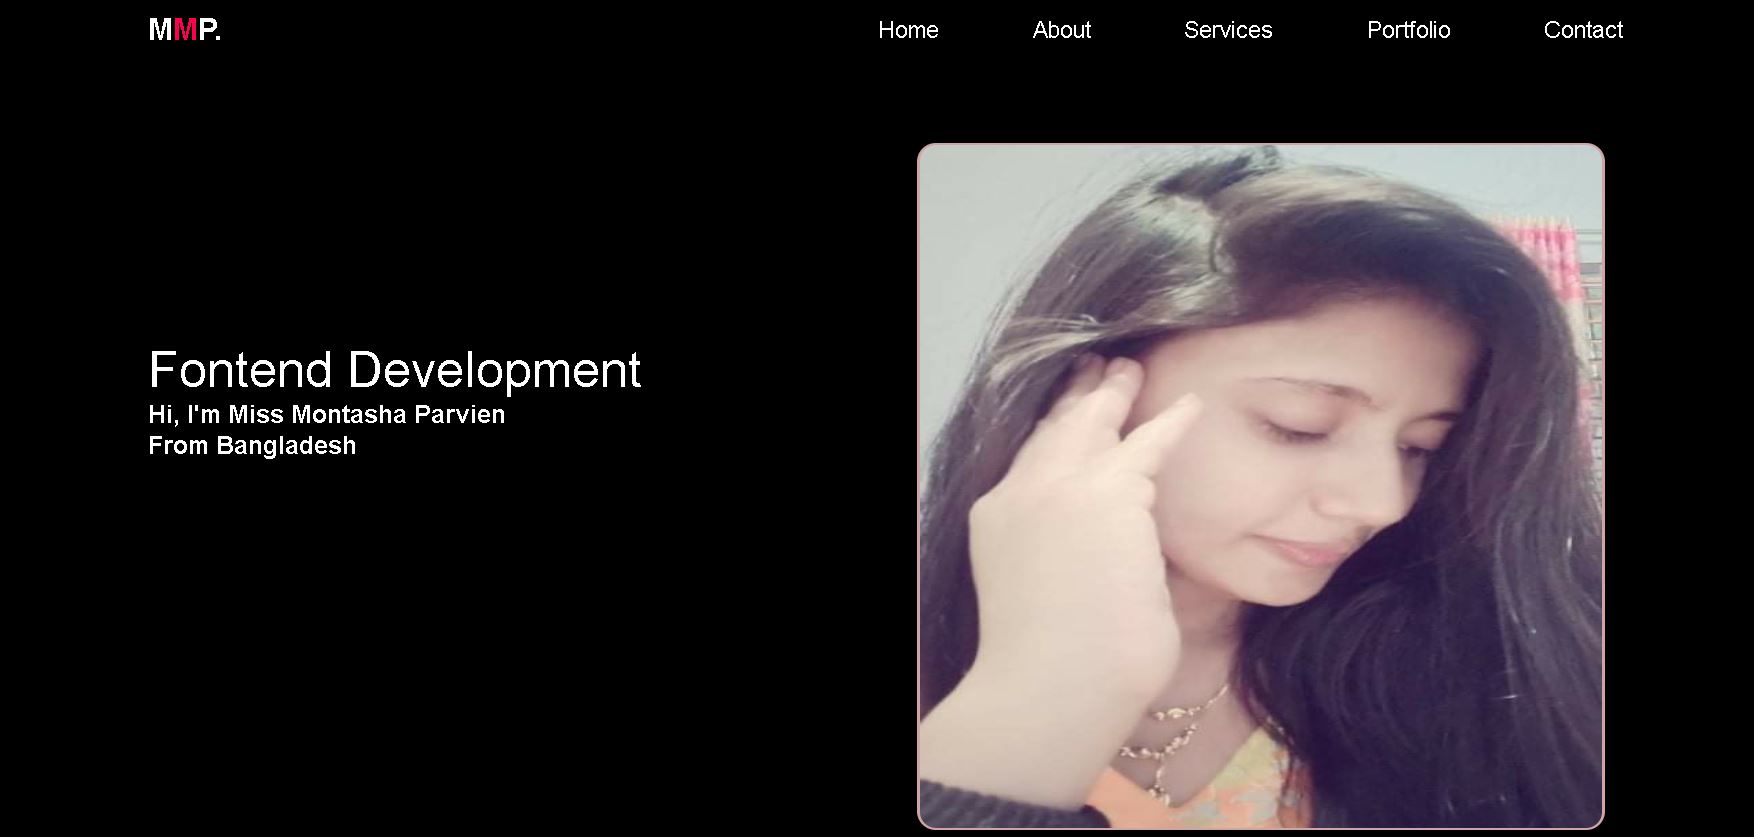 MMP.
Home About Services Portfolio Contact
Fontend Development
Hi, I'm Miss Montasha Parvien
From Bangladesh